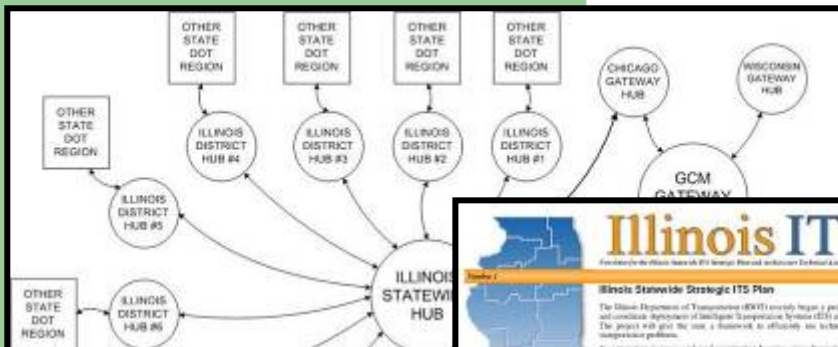 OTHER
STATE
DOT
REGION
OTHER
STATE
DOT
REGION
OTHER
STATE
DOT
REGION
OTHER
STATE
DOT
REGION
CHICAGO
GATEWAY
HUB
WISCONSIN
GATEWAY
HUB
OTHER
STATE
DOT
REGION
ILLINOIS
DISTRICT
HUB #4
ILLINOIS
DISTRICT
HUB #3
ILLINOIS
DISTRICT
HUB #2
ILLINOIS
DISTRICT
HUB #1
GCM
GATEWAY
ILLINOIS
DISTRICT
HUB #5
ILLINOIS
STATEWI
HUB
OTHER
STATE
DOT
REGION
ILLINOIS
DISTRICT
HUB #6
Illinois IT
Illinois Statewide Strategic ITS Plan